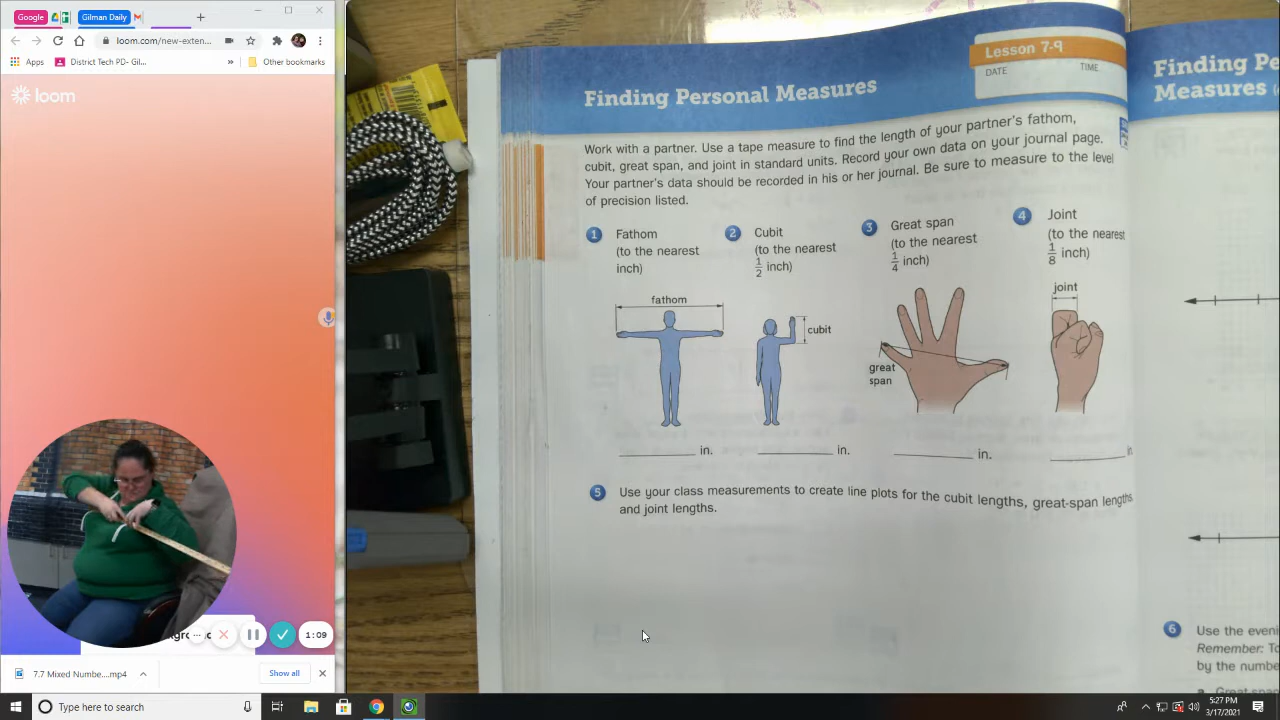 Google
Gilman Daily
loom.com/new-exten...
Apps
District Tech PD- Gil...
»
Other bookmarks
loom
Lesson 7-9
DATE
TIME
Finding Personal Measures
Work with a partner. Use a tape measure to find the length of your partner's fathom,
cubit, great span, and joint in standard units. Record your own data on your journal page.
Your partner's data should be recorded in his or her journal. Be sure to measure to the level
of precision listed.
1 Fathom
(to the nearest
inch)
fathom
in.
2 Cubit
(to the nearest
1/2 inch)
cubit
in.
3 Great span
(to the nearest
1/4 inch)
great
span
in.
4 Joint
(to the nearest
1/8 inch)
joint
5 Use your class measurements to create line plots for the cubit lengths, great-span lengths
and joint lengths.
Finding Pe
Measures
6 Use the eveni
Remember: To
by the numbe
a Great span
1:09
7.7 Mixed Numbe....mp4
Show all
Type here to search
5:27 PM
3/17/2021